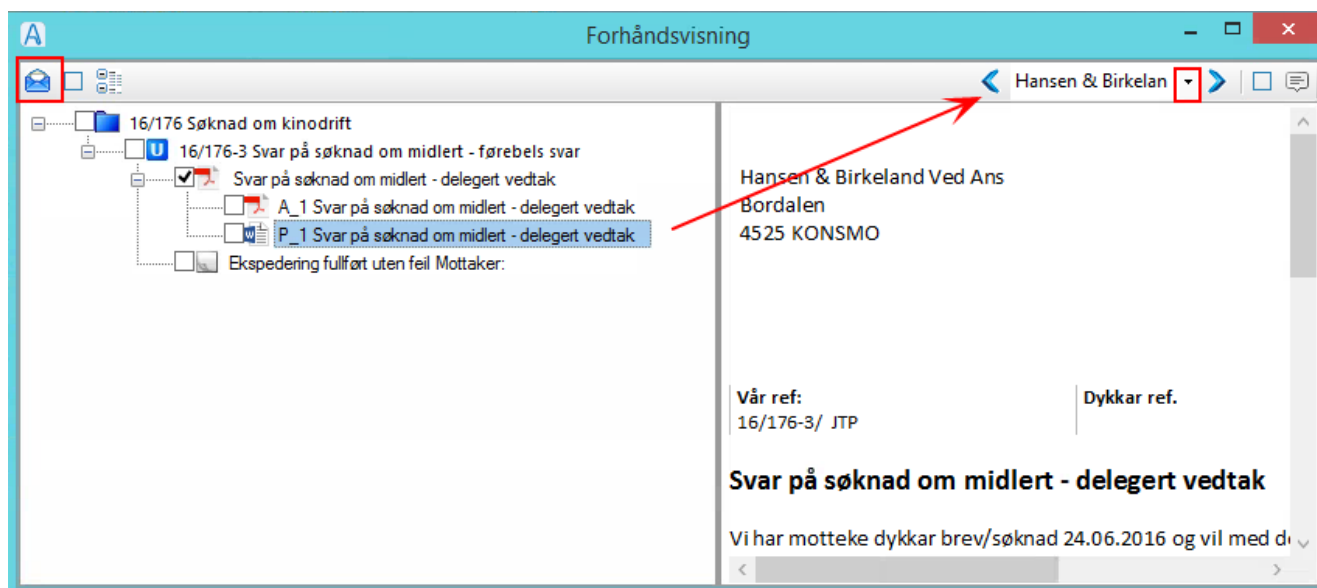 A
Forhåndsvisning
Hansen & Birkelan
16/176 Søknad om kinodrift
U 16/176-3 Svar på søknad om midlert - førebels svar
Svar på søknad om midlert - delegert vedtak
A_1 Svar på søknad om midlert - delegert vedtak
P_1 Svar på søknad om midlert - delegert vedtak
Ekspedering fullført uten feil Mottaker:
Hansen & Birkeland Ved Ans
Bordalen
4525 KONSMO
Vår ref: Dykkar ref.
16/176-3/ JTP
Svar på søknad om midlert - delegert vedtak
Vi har motteke dykkar brev/søknad 24.06.2016 og vil med